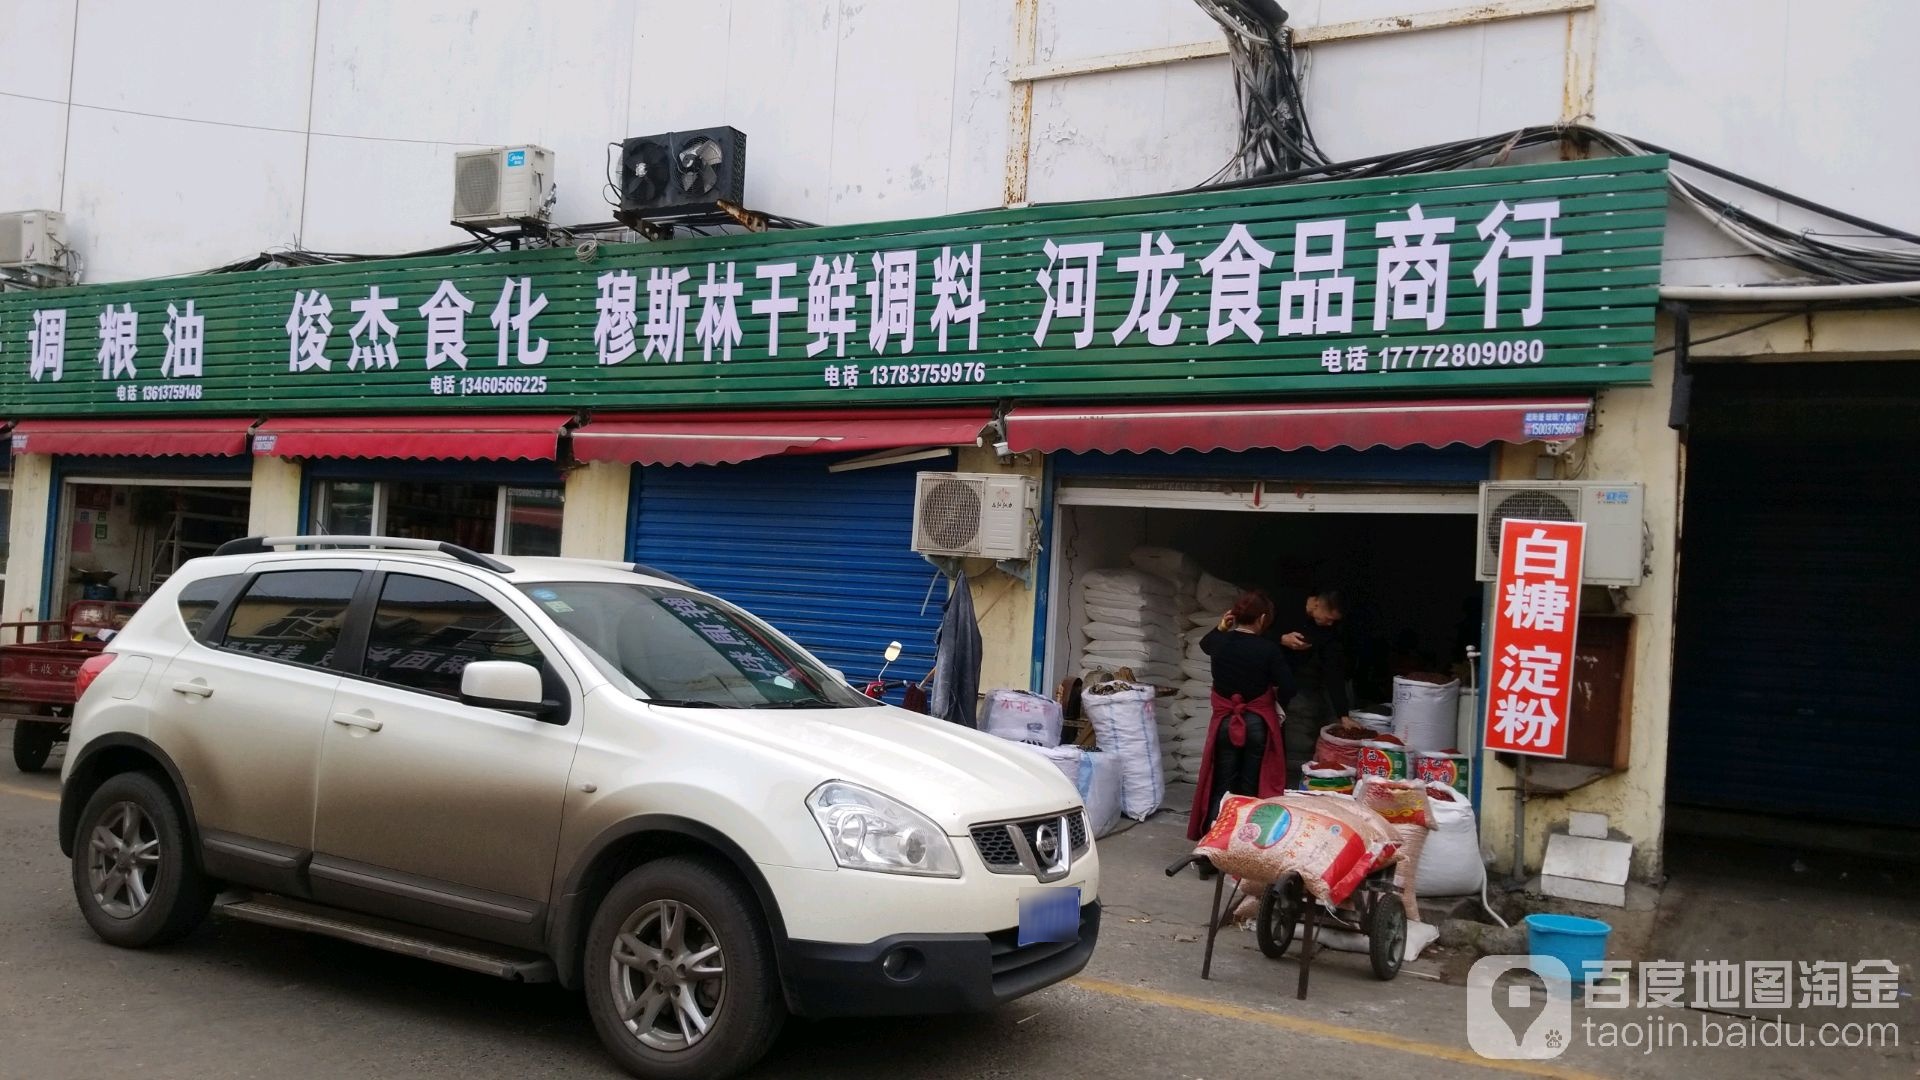 调 粮 油
电话 13613759148
俊杰食化
电话 13460566225
穆斯林干鲜调料
电话 13783759976
河龙食品商行
电话 17772809080
15003756060
白糖 淀粉
百度地图淘金
taojin.baidu.com